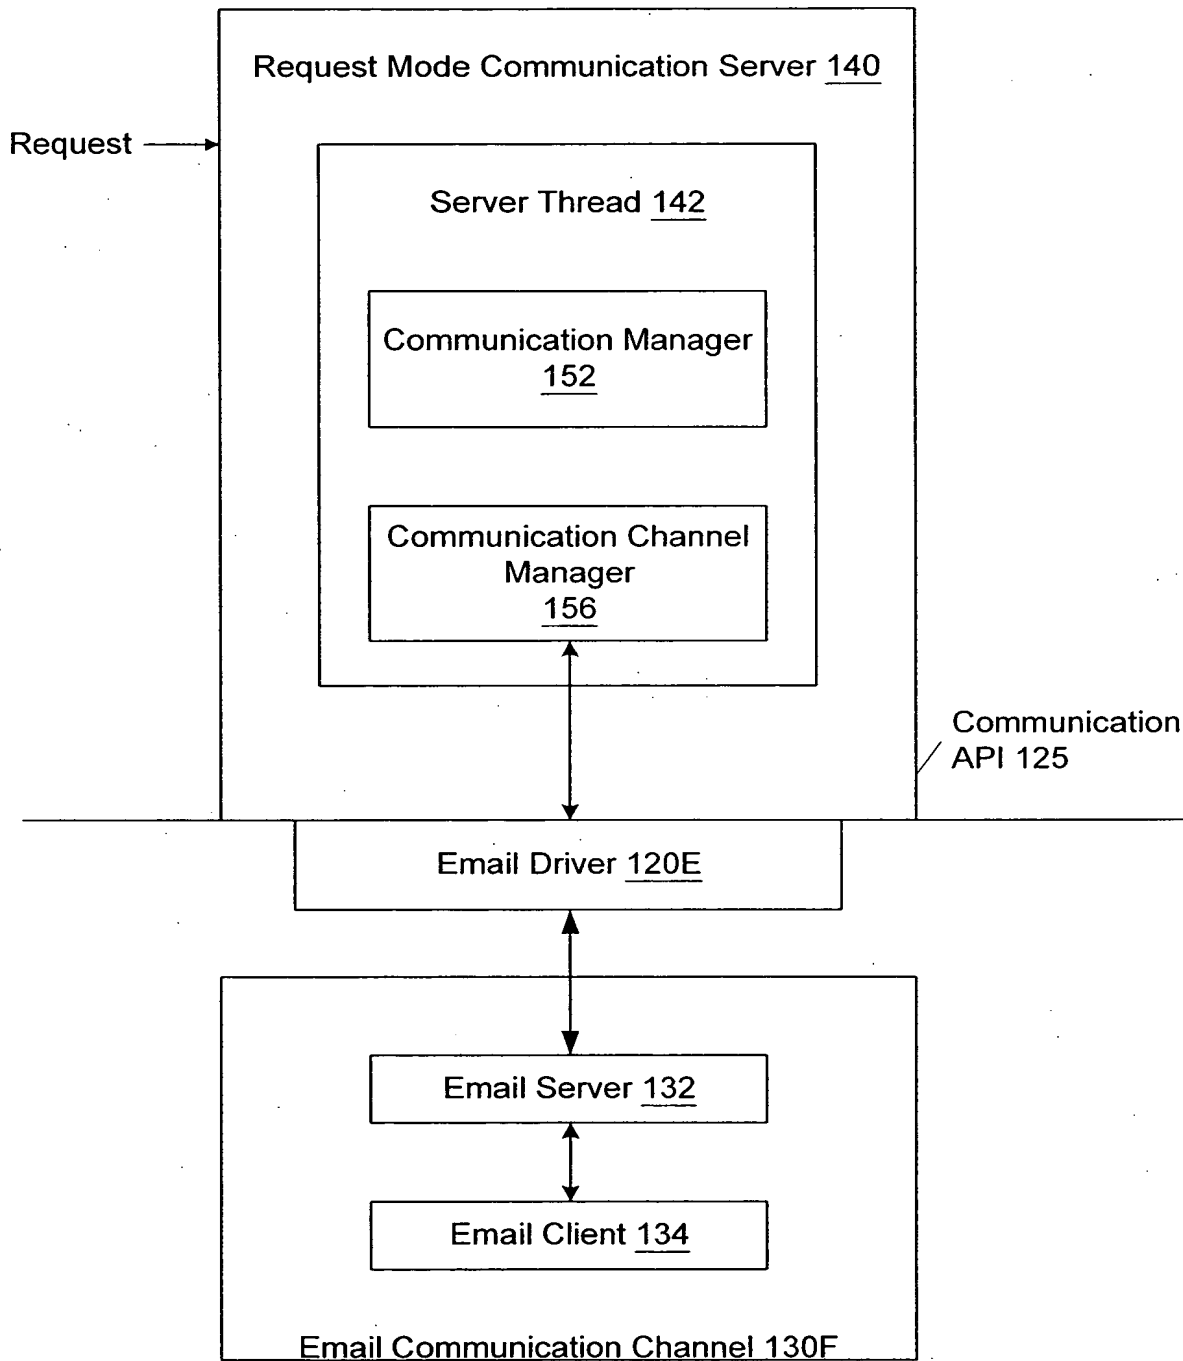 Request Mode Communication Server 140
Request
Server Thread 142
Communication Manager
152
Communication Channel
Manager
156
Communication
API 125
Email Driver 120E
Email Server 132
Email Client 134
Email Communication Channel 130F